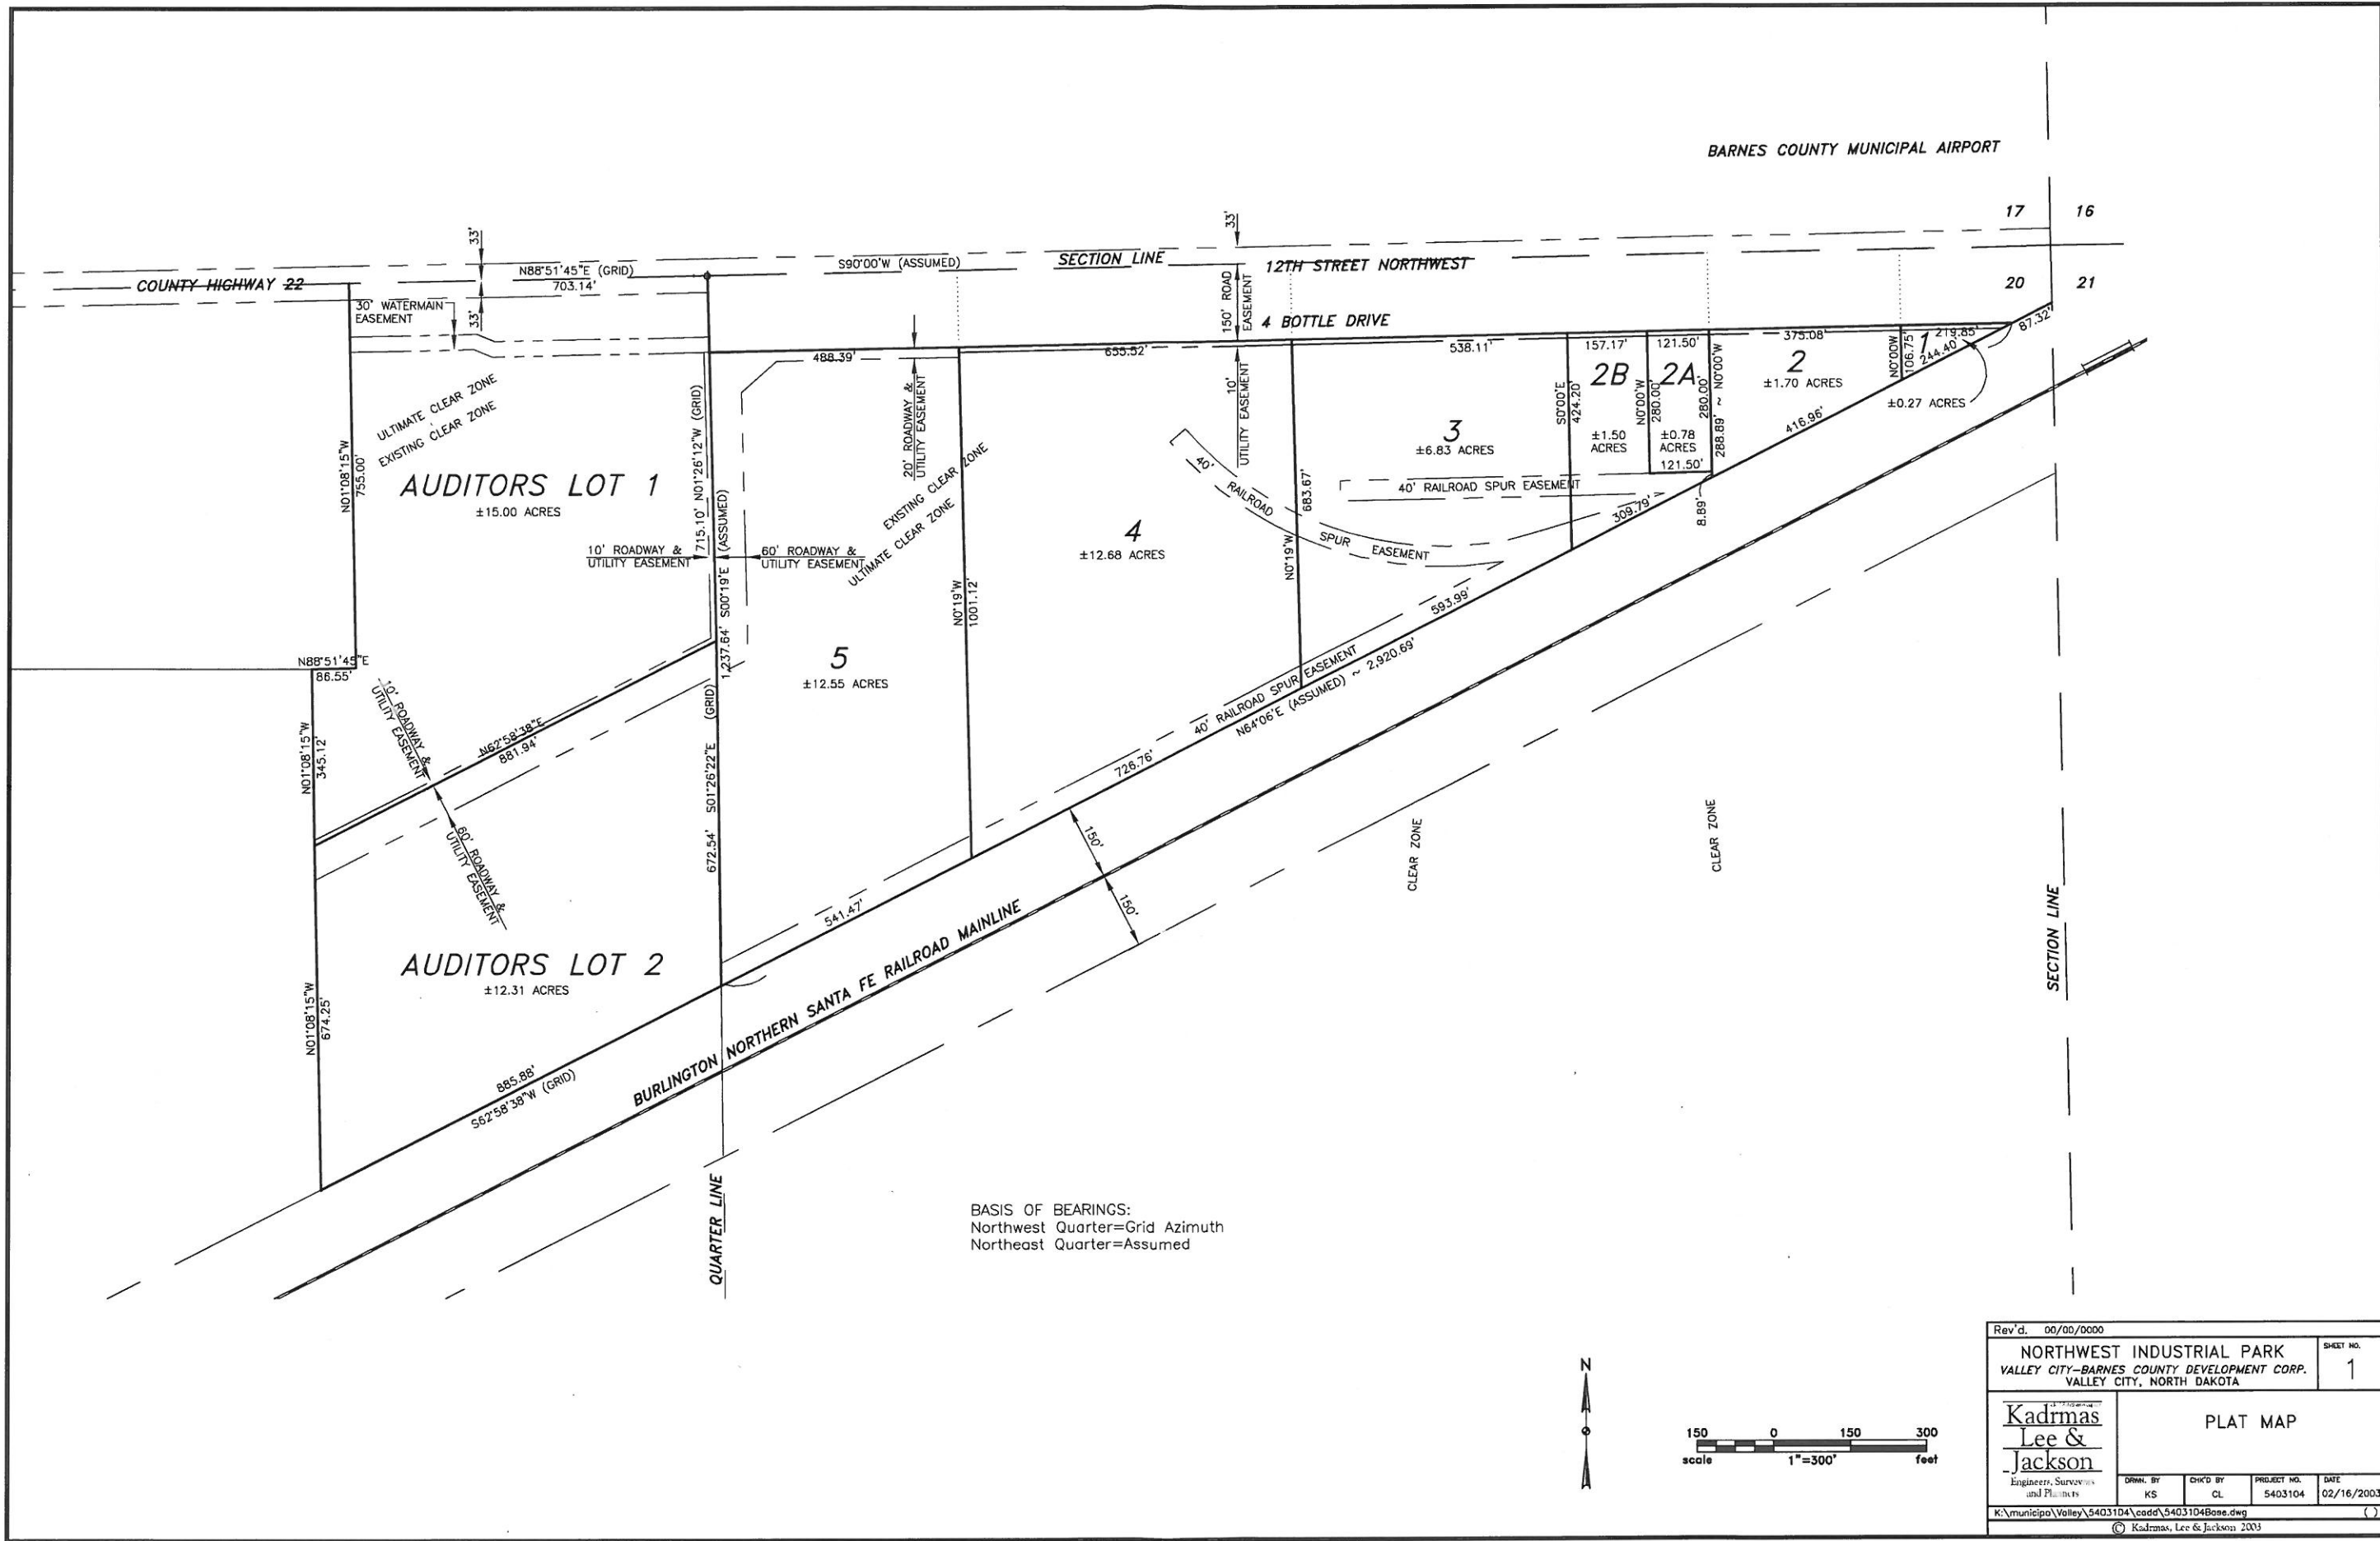 BARNES COUNTY MUNICIPAL AIRPORT
17
16
20
21
33'
33'
N88°51'45"E (GRID)
703.14'
S90°00'W (ASSUMED)
SECTION LINE
12TH STREET NORTHWEST
33'
150' ROAD
EASEMENT
COUNTY HIGHWAY 22
30' WATERMAIN
EASEMENT
4 BOTTLE DRIVE
87.32'
488.39'
655.52'
538.11'
157.17'
121.50'
375.08'
219.85'
1
N0°00W
106.75'
244.40'
±0.27 ACRES
2
±1.70 ACRES
416.96'
2A
280.00'
±0.78
ACRES
121.50'
288.89' ~ N0°00'W
8.89'
2B
N0°00'W
280.00'
±1.50
ACRES
S0°00'E
424.20'
3
±6.83 ACRES
40' RAILROAD SPUR EASEMENT
309.79'
10'
UTILITY EASEMENT
683.67'
N0°19'W
40'
RAILROAD
SPUR
EASEMENT
593.99'
4
±12.68 ACRES
N0°19'W
1001.12'
20' ROADWAY &
UTILITY EASEMENT
EXISTING CLEAR ZONE
ULTIMATE CLEAR ZONE
60' ROADWAY &
UTILITY EASEMENT
5
±12.55 ACRES
ULTIMATE CLEAR ZONE
EXISTING CLEAR ZONE
AUDITORS LOT 1
±15.00 ACRES
N01°08'15"W
755.00'
715.10' N01°26'12"W (GRID)
10' ROADWAY &
UTILITY EASEMENT
1,237.64' S00°19'E (ASSUMED)
N88°51'45"E
86.55'
N01°08'15"W
345.12'
10' ROADWAY &
UTILITY EASEMENT
N62°58'38"E
881.94'
60' ROADWAY &
UTILITY EASEMENT
672.54' S01°26'22"E (GRID)
AUDITORS LOT 2
±12.31 ACRES
N01°08'15"W
674.25'
885.88'
S62°58'38"W (GRID)
541.47'
726.76'
40' RAILROAD SPUR EASEMENT
N64°06'E (ASSUMED) ~ 2,920.69'
150'
150'
BURLINGTON NORTHERN SANTA FE RAILROAD MAINLINE
CLEAR ZONE
CLEAR ZONE
SECTION LINE
QUARTER LINE
BASIS OF BEARINGS:
Northwest Quarter=Grid Azimuth
Northeast Quarter=Assumed
N
150 0 150 300
scale 1"=300' feet
Rev'd. 00/00/0000
NORTHWEST INDUSTRIAL PARK
VALLEY CITY-BARNES COUNTY DEVELOPMENT CORP.
VALLEY CITY, NORTH DAKOTA
SHEET NO.
1
Kadrmas
Lee &
Jackson
Engineers, Surveyors
and Planners
PLAT MAP
DRWN. BY CHK'D BY PROJECT NO. DATE
KS CL 5403104 02/16/2003
K:\municipa\Valley\5403104\cadd\5403104Base.dwg ( )
© Kadrmas, Lee & Jackson 2003